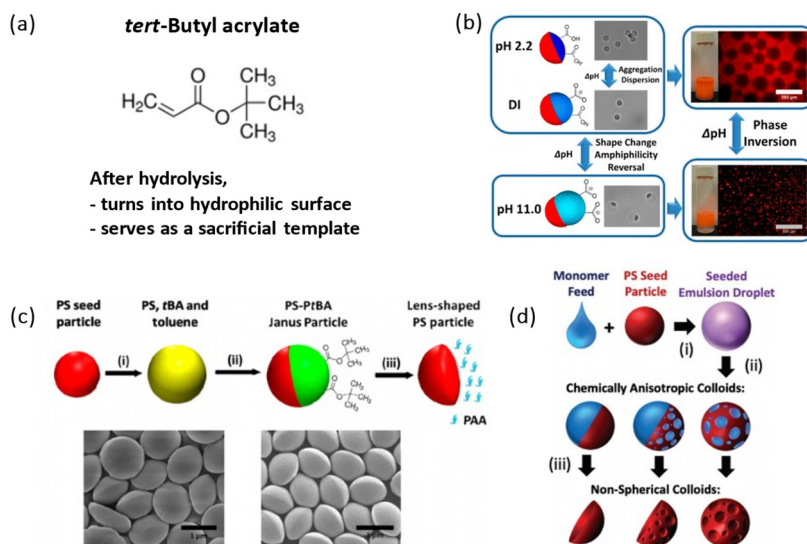 (a)
tert-Butyl acrylate
H₂C
O
O
CH₃
CH₃
CH₃
After hydrolysis,
- turns into hydrophilic surface
- serves as a sacrificial template
(b)
pH 2.2
ΔpH
Aggregation
Dispersion
DI
ΔpH
Shape Change
Amphiphilicity
Reversal
pH 11.0
ΔpH
Phase
Inversion
(c)
PS seed
particle
PS, tBA and
toluene
PS-PtBA
Janus Particle
Lens-shaped
PS particle
(i)
(ii)
(iii)
PAA
1 μm
1 μm
(d)
Monomer
Feed
PS Seed
Particle
Seeded
Emulsion Droplet
+
(i)
(ii)
Chemically Anisotropic Colloids:
(iii)
Non-Spherical Colloids: